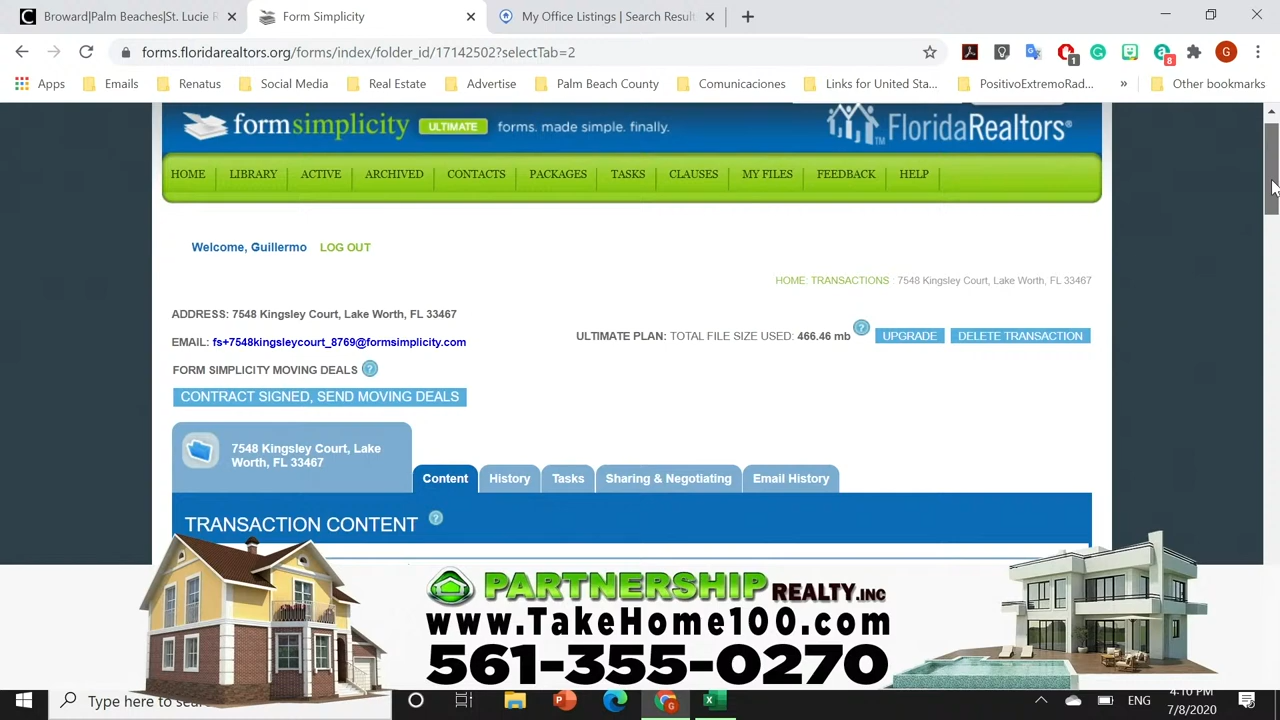 Broward|Palm Beaches|St. Lucie R
Form Simplicity
My Office Listings | Search Resul
forms.floridarealtors.org/forms/index/folder_id/17142502?selectTab=2
1
8
G
Apps
Emails
Renatus
Social Media
Real Estate
Advertise
Palm Beach County
Comunicaciones
Links for United Sta...
PositivoExtremoRad...
»
Other bookmarks
formsimplicity ULTIMATE forms. made simple. finally.
FloridaRealtors®
HOME
LIBRARY
ACTIVE
ARCHIVED
CONTACTS
PACKAGES
TASKS
CLAUSES
MY FILES
FEEDBACK
HELP
Welcome, Guillermo LOG OUT
HOME: TRANSACTIONS : 7548 Kingsley Court, Lake Worth, FL 33467
ADDRESS: 7548 Kingsley Court, Lake Worth, FL 33467
ULTIMATE PLAN: TOTAL FILE SIZE USED: 466.46 mb ? UPGRADE DELETE TRANSACTION
EMAIL: fs+7548kingsleycourt_8769@formsimplicity.com
FORM SIMPLICITY MOVING DEALS ?
CONTRACT SIGNED, SEND MOVING DEALS
7548 Kingsley Court, Lake
Worth, FL 33467
Content
History
Tasks
Sharing & Negotiating
Email History
TRANSACTION CONTENT ?
PARTNERSHIP REALTY.INC
www.TakeHome100.com
561-355-0270
Type here to
ENG
4:10 PM
7/8/2020